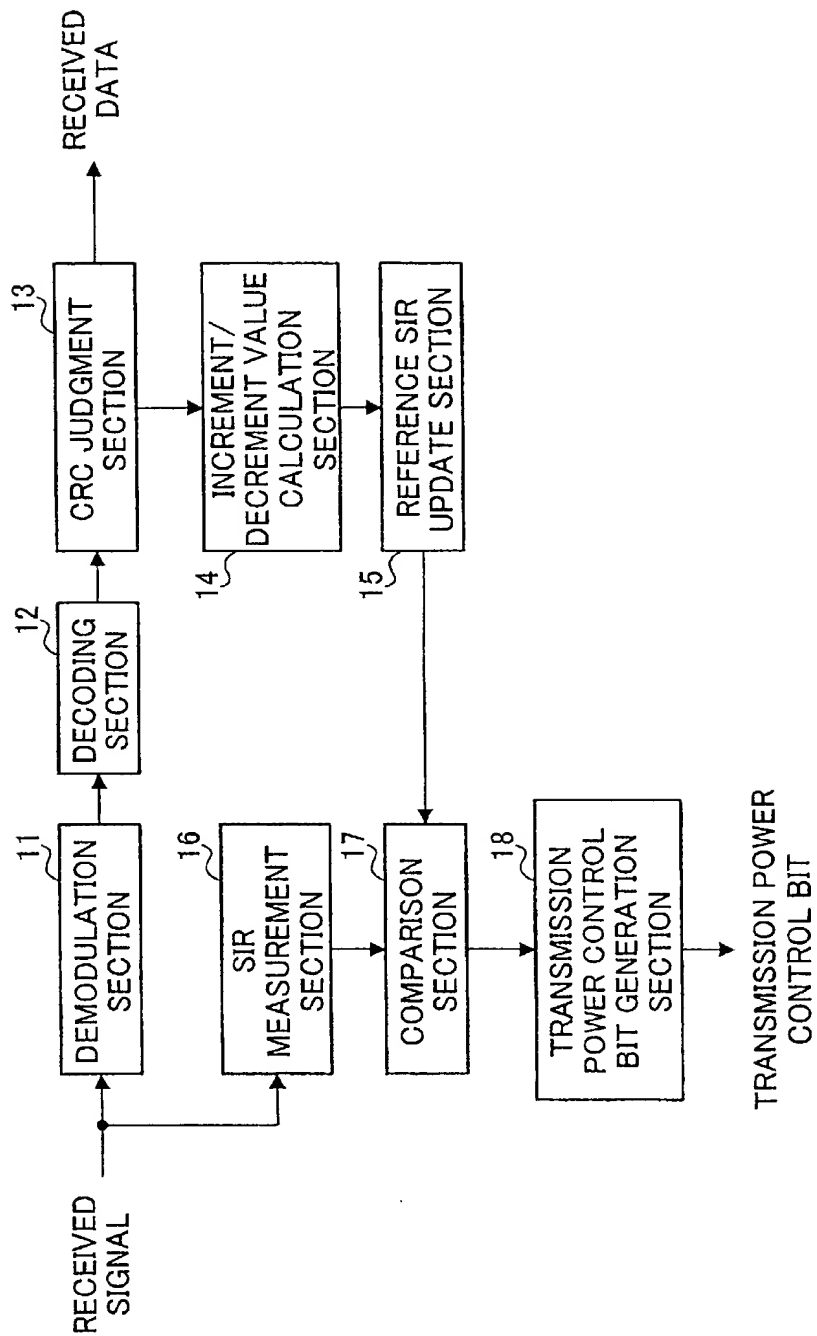 RECEIVED
SIGNAL
11
DEMODULATION
SECTION
12
DECODING
SECTION
13
CRC JUDGMENT
SECTION
RECEIVED
DATA
14
INCREMENT/
DECREMENT VALUE
CALCULATION
SECTION
15
REFERENCE SIR
UPDATE SECTION
16
SIR
MEASUREMENT
SECTION
17
COMPARISON
SECTION
18
TRANSMISSION
POWER CONTROL
BIT GENERATION
SECTION
TRANSMISSION POWER
CONTROL BIT